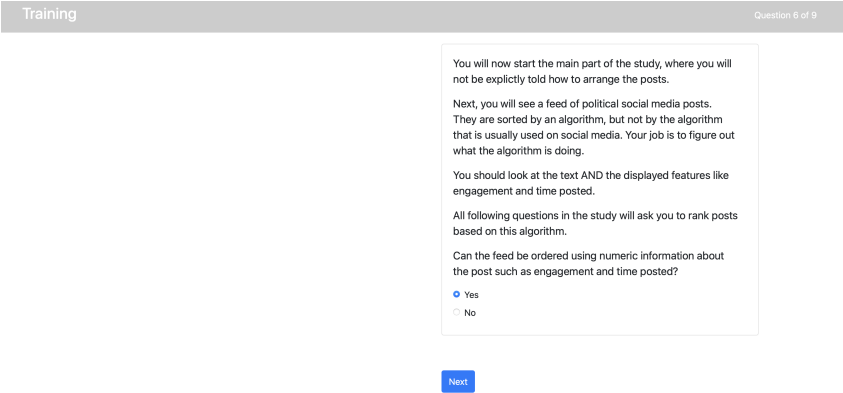 Training
Question 6 of 9
You will now start the main part of the study, where you will
not be explictly told how to arrange the posts.
Next, you will see a feed of political social media posts.
They are sorted by an algorithm, but not by the algorithm
that is usually used on social media. Your job is to figure out
what the algorithm is doing.
You should look at the text AND the displayed features like
engagement and time posted.
All following questions in the study will ask you to rank posts
based on this algorithm.
Can the feed be ordered using numeric information about
the post such as engagement and time posted?
Yes
No
Next